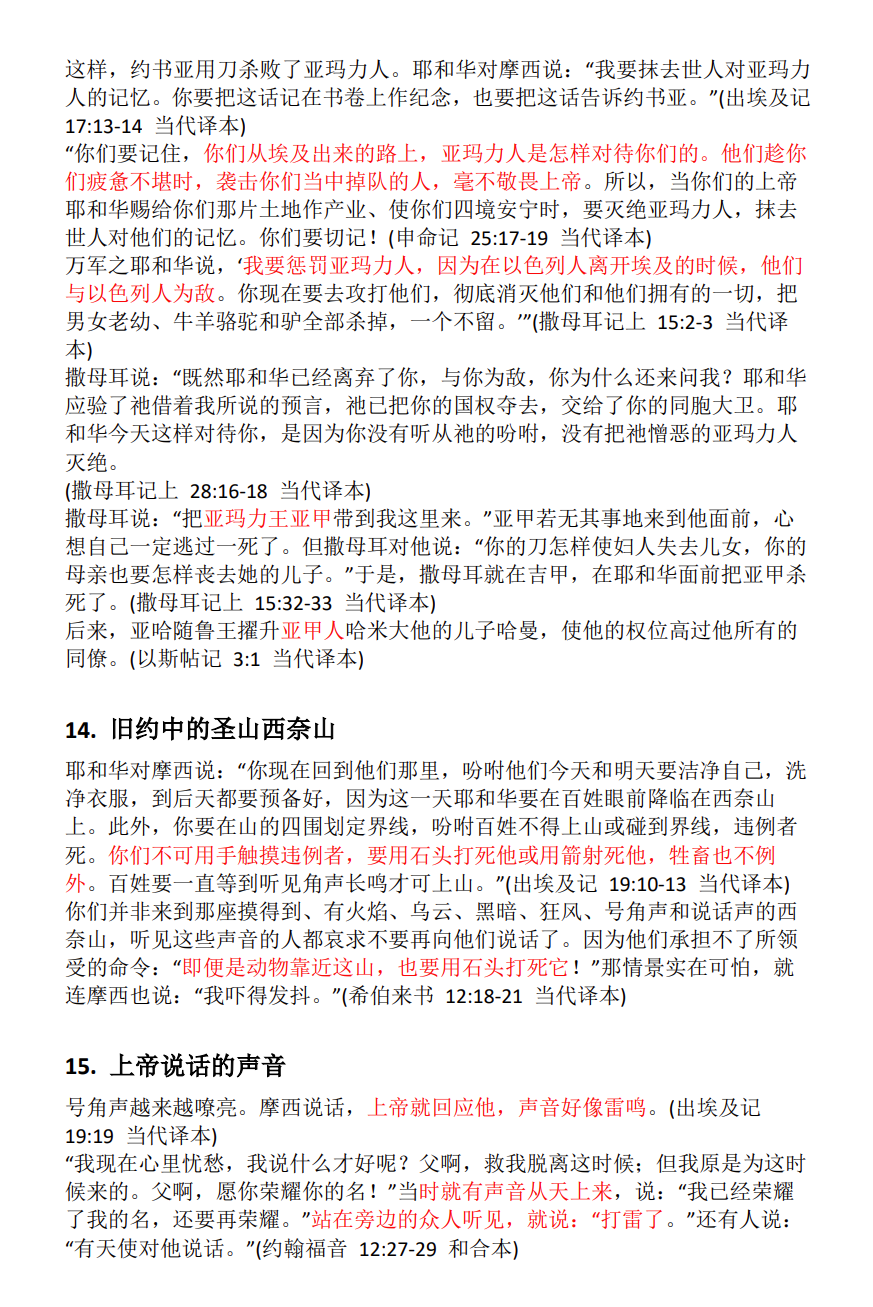 这样，约书亚用刀杀败了亚玛力人。耶和华对摩西说：“我要抹去世人对亚玛力
人的记忆。你要把这话记在书卷上作纪念，也要把这话告诉约书亚。”(出埃及记
17:13-14 当代译本)
“你们要记住，你们从埃及出来的路上，亚玛力人是怎样对待你们的。他们趁你
们疲惫不堪时，袭击你们当中掉队的人，毫不敬畏上帝。所以，当你们的上帝
耶和华赐给你们那片土地作产业、使你们四境安宁时，要灭绝亚玛力人，抹去
世人对他们的记忆。你们要切记！(申命记 25:17-19 当代译本)
万军之耶和华说，‘我要惩罚亚玛力人，因为在以色列人离开埃及的时候，他们
与以色列人为敌。你现在要去攻打他们，彻底消灭他们和他们拥有的一切，把
男女老幼、牛羊骆驼和驴全部杀掉，一个不留。’”(撒母耳记上 15:2-3 当代译
本)
撒母耳说：“既然耶和华已经离弃了你，与你为敌，你为什么还来问我？耶和华
应验了祂借着我所说的预言，祂已把你的国权夺去，交给了你的同胞大卫。耶
和华今天这样对待你，是因为你没有听从祂的吩咐，没有把祂憎恶的亚玛力人
灭绝。
(撒母耳记上 28:16-18 当代译本)
撒母耳说：“把亚玛力王亚甲带到我这里来。”亚甲若无其事地来到他面前，心
想自己一定逃过一死了。但撒母耳对他说：“你的刀怎样使妇人失去儿女，你的
母亲也要怎样丧去她的儿子。”于是，撒母耳就在吉甲，在耶和华面前把亚甲杀
死了。(撒母耳记上 15:32-33 当代译本)
后来，亚哈随鲁王擢升亚甲人哈米大他的儿子哈曼，使他的权位高过他所有的
同僚。(以斯帖记 3:1 当代译本)
14. 旧约中的圣山西奈山
耶和华对摩西说：“你现在回到他们那里，吩咐他们今天和明天要洁净自己，洗
净衣服，到后天都要预备好，因为这一天耶和华要在百姓眼前降临在西奈山
上。此外，你要在山的四围划定界线，吩咐百姓不得上山或碰到界线，违例者
死。你们不可用手触摸违例者，要用石头打死他或用箭射死他，牲畜也不例
外。百姓要一直等到听见角声长鸣才可上山。”(出埃及记 19:10-13 当代译本)
你们并非来到那座摸得到、有火焰、乌云、黑暗、狂风、号角声和说话声的西
奈山，听见这些声音的人都哀求不要再向他们说话了。因为他们承担不了所领
受的命令：“即便是动物靠近这山，也要用石头打死它！”那情景实在可怕，就
连摩西也说：“我吓得发抖。”(希伯来书 12:18-21 当代译本)
15. 上帝说话的声音
号角声越来越嘹亮。摩西说话，上帝就回应他，声音好像雷鸣。(出埃及记
19:19 当代译本)
“我现在心里忧愁，我说什么才好呢？父啊，救我脱离这时候；但我原是为这时
候来的。父啊，愿你荣耀你的名！”当时就有声音从天上来，说：“我已经荣耀
了我的名，还要再荣耀。”站在旁边的众人听见，就说：“打雷了。”还有人说：
“有天使对他说话。”(约翰福音 12:27-29 和合本)